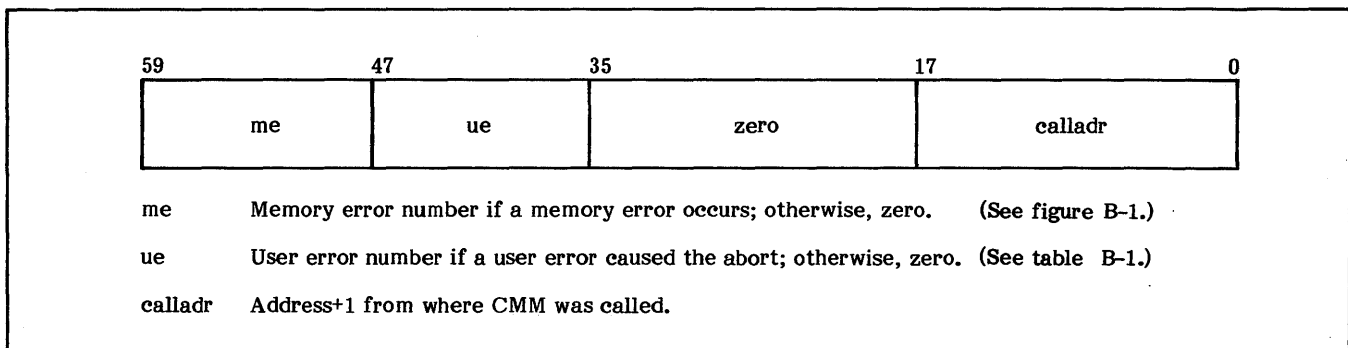 59 47 35 17 0
me ue zero calladr
me Memory error number if a memory error occurs; otherwise, zero. (See figure B-1.)
ue User error number if a user error caused the abort; otherwise, zero. (See table B-1.)
calladr Address+1 from where CMM was called.